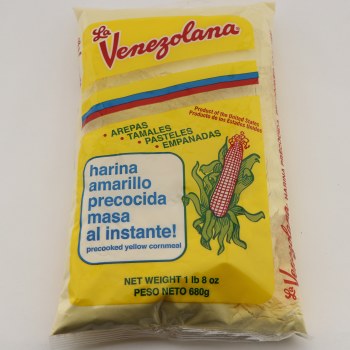 La
Venezolana
Product of the United States
Producto de los Estados Unidos
• AREPAS
• TAMALES
• PASTELES
• EMPANADAS
harina
amarillo
precocida
masa
al instante!
precooked yellow cornmeal
NET WEIGHT 1 lb 8 oz
PESO NETO 680g
La Venezolana